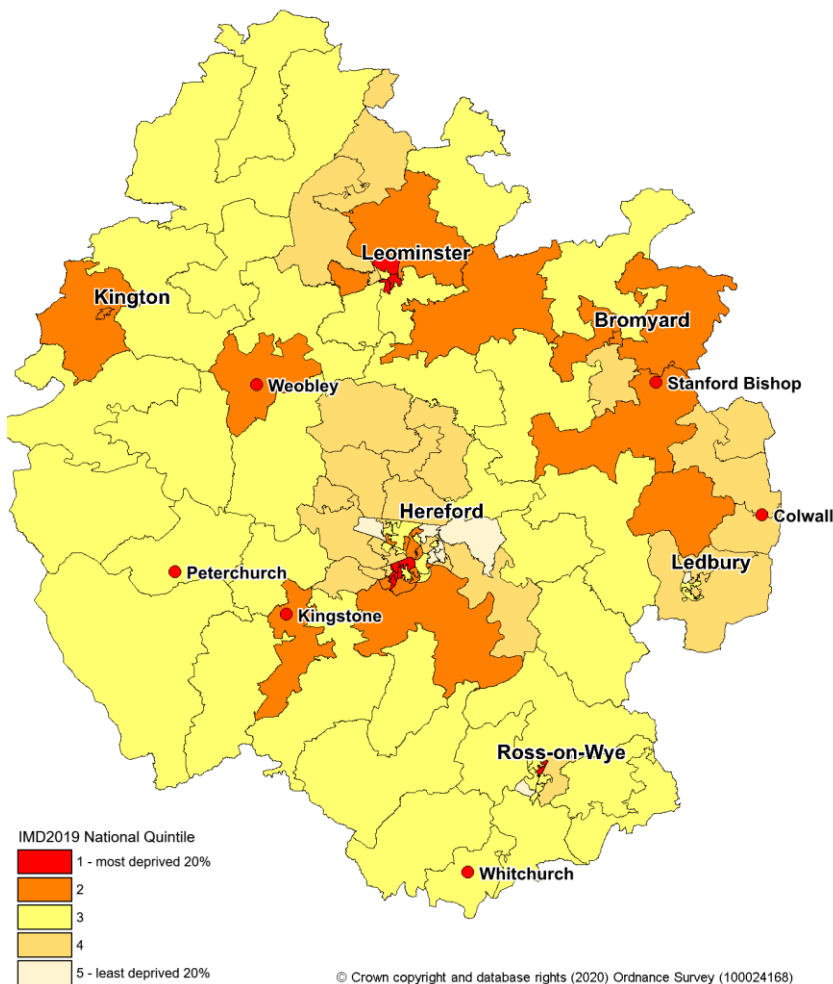 Leominster
Kington
Bromyard
Weobley
Stanford Bishop
Hereford
Colwall
Ledbury
Peterchurch
Kingstone
Ross-on-Wye
Whitchurch
IMD2019 National Quintile
1 - most deprived 20%
2
3
4
5 - least deprived 20%
© Crown copyright and database rights (2020) Ordnance Survey (100024168)